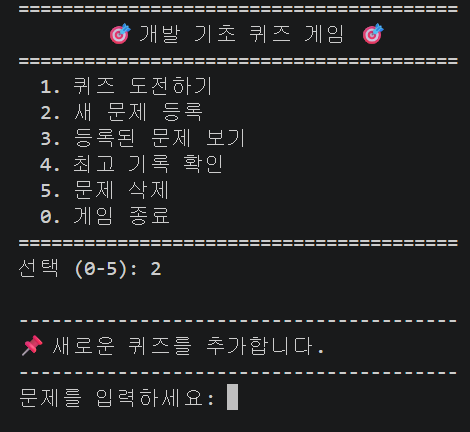 ========================================
🎯 개발 기초 퀴즈 게임 🎯
========================================
1. 퀴즈 도전하기
2. 새 문제 등록
3. 등록된 문제 보기
4. 최고 기록 확인
5. 문제 삭제
0. 게임 종료
========================================
선택 (0-5): 2
----------------------------------------
📌 새로운 퀴즈를 추가합니다.
----------------------------------------
문제를 입력하세요: